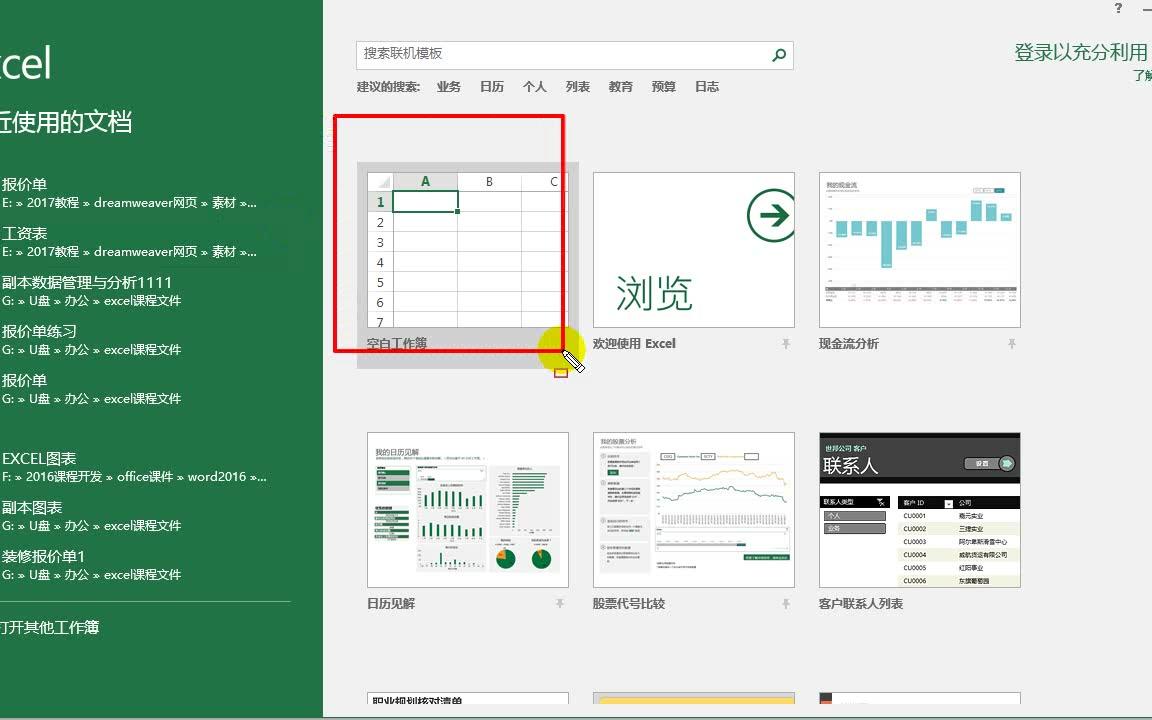 cel
?
登录以充分利用
了解
近使用的文档
搜索联机模板
建议的搜索: 业务 日历 个人 列表 教育 预算 日志
报价单
E: » 2017教程 » dreamweaver网页 » 素材 »...
工资表
E: » 2017教程 » dreamweaver网页 » 素材 »...
副本数据管理与分析1111
G: » U盘 » 办公 » excel课程文件
报价单练习
G: » U盘 » 办公 » excel课程文件
报价单
G: » U盘 » 办公 » excel课程文件
EXCEL图表
F: » 2016课程开发 » office课件 » word2016 »...
副本图表
G: » U盘 » 办公 » excel课程文件
装修报价单1
G: » U盘 » 办公 » excel课程文件
打开其他工作簿
A B C
1
2
3
4
5
6
7
空白工作簿
浏览
欢迎使用 Excel
我的现金流
现金流分析
我的日历见解
日历见解
我的股票分析
股票代号比较
世邦公司 客户
联系人
设置
联系人类型
个人
业务
客户 ID 公司
CU0001 雍元实业
CU0002 三捷实业
CU0003 阿尔卑斯滑雪中心
CU0004 威航货运有限公司
CU0005 红阳事业
CU0006 东旗葡萄园
客户联系人列表
职业规划核对清单